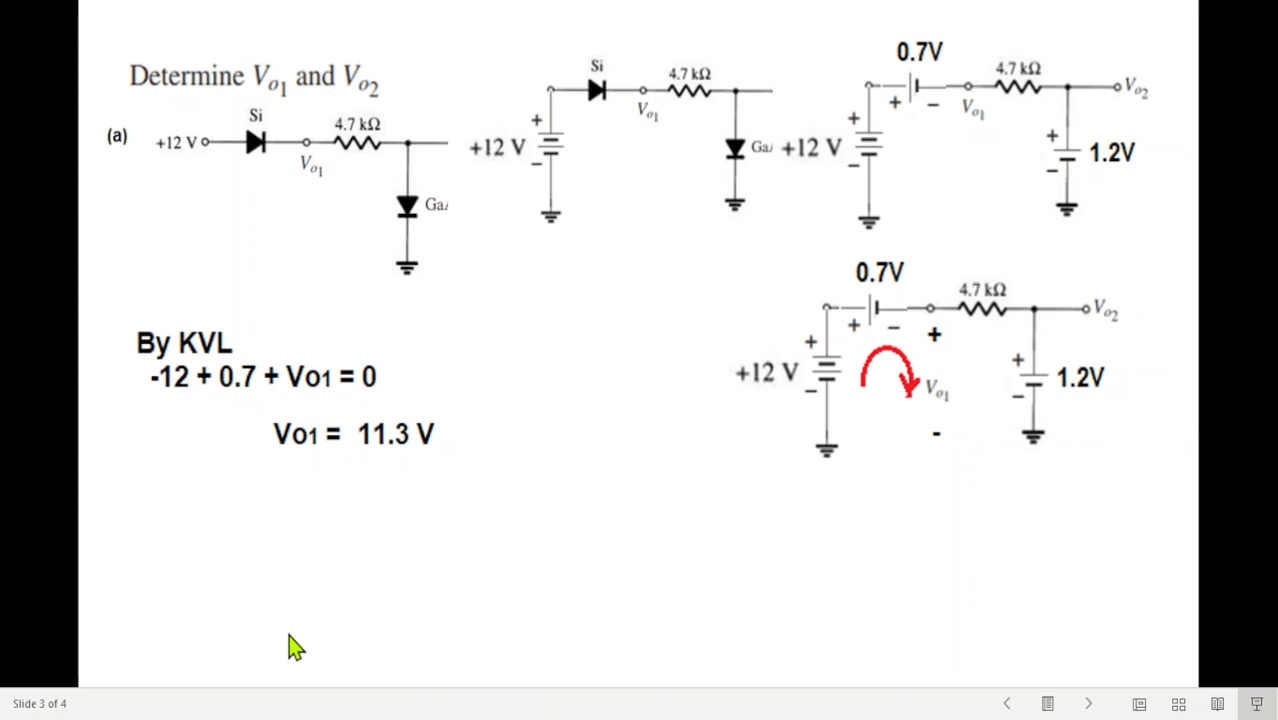 Determine Vo1 and Vo2
(a)
+12 V
Si
4.7 kΩ
Vo1
Ga
+12 V
+
-
Si
4.7 kΩ
Vo1
Ga
+12 V
+
-
0.7V
+
-
4.7 kΩ
Vo1
Vo2
+
-
1.2V
By KVL
-12 + 0.7 + Vo1 = 0
Vo1 = 11.3 V
+12 V
+
-
0.7V
+
-
4.7 kΩ
+
Vo1
-
Vo2
+
-
1.2V
Slide 3 of 4